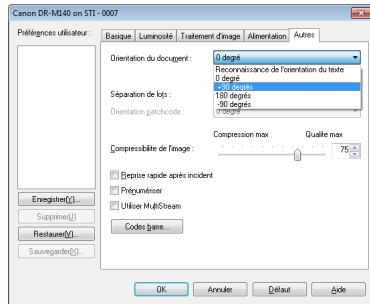 Canon DR-M140 on STI - 0007
Préférences utilisateur :
Basique Luminosité Traitement d'image Alimentation Autres
Orientation du document : 0 degré
Reconnaissance de l'orientation du texte
0 degré
+90 degrés
180 degrés
-90 degrés
Séparation de lots :
Orientation patchcode : 0 degré
Compression max Qualite max
Compressibilite de l'image : 75
Reprise rapide après incident
Prénumériser
Utiliser MultiStream
Codes barre...
Enregistrer(Y)...
Supprimer(J)
Restaurer(V)...
Sauvegarder(X)...
OK Annuler Défaut Aide